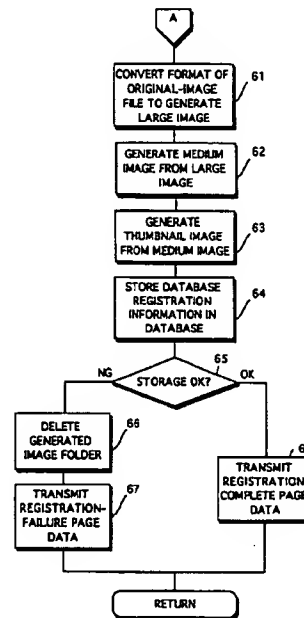 A
CONVERT FORMAT OF
ORIGINAL-IMAGE
FILE TO GENERATE
LARGE IMAGE
61
GENERATE MEDIUM
IMAGE FROM LARGE
IMAGE
62
GENERATE
THUMBNAIL IMAGE
FROM MEDIUM IMAGE
63
STORE DATABASE
REGISTRATION
INFORMATION IN
DATABASE
64
65
NG
STORAGE OK?
OK
DELETE
GENERATED
IMAGE FOLDER
66
TRANSMIT
REGISTRATION-
FAILURE PAGE
DATA
67
TRANSMIT
REGISTRATION-
COMPLETE PAGE
DATA
RETURN